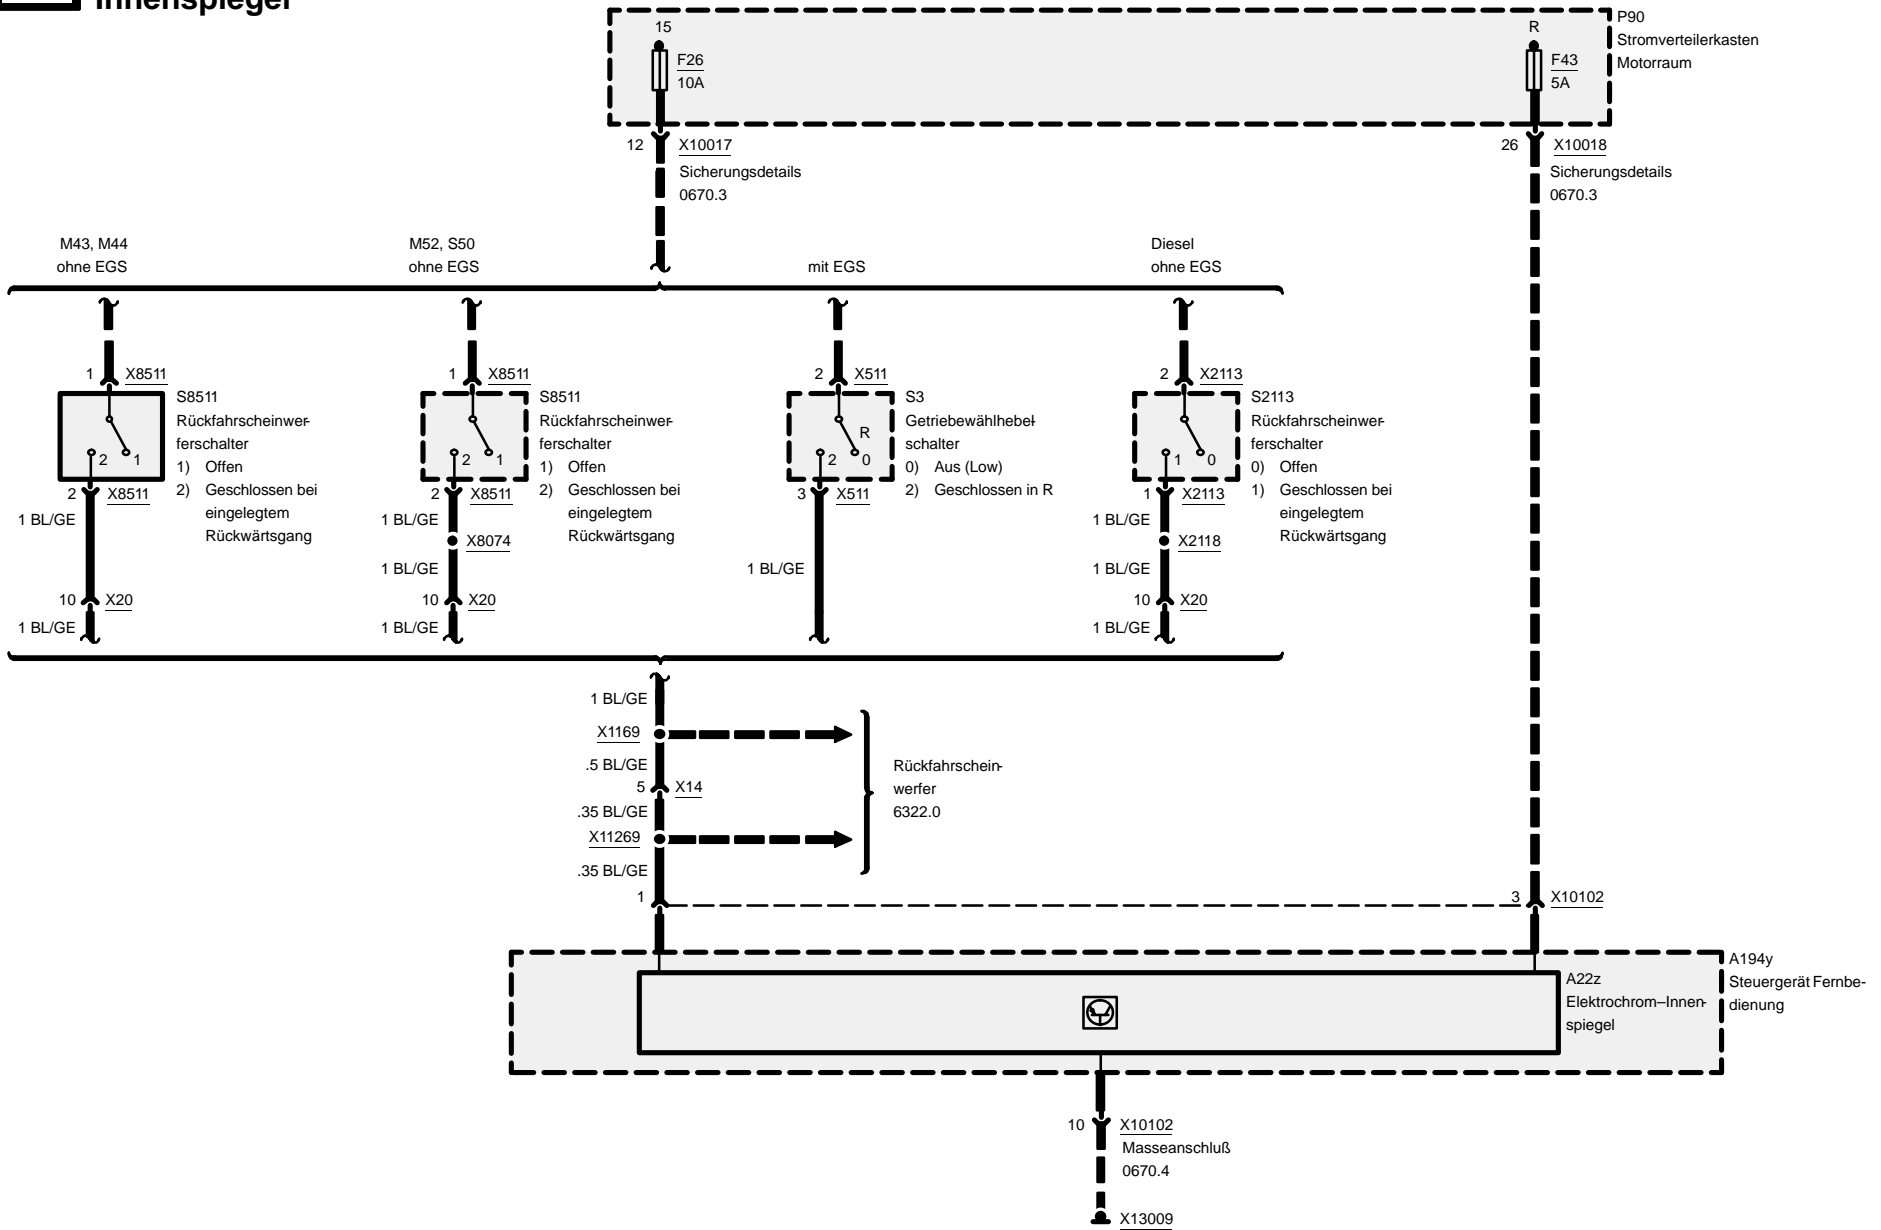 Innenspiegel
15
F26
10A
R
F43
5A
P90
Stromverteilerkasten
Motorraum
12
X10017
Sicherungsdetails
0670.3
26
X10018
Sicherungsdetails
0670.3
M43, M44
ohne EGS
M52, S50
ohne EGS
mit EGS
Diesel
ohne EGS
1
X8511
S8511
Rückfahrscheinwer-
ferschalter
1) Offen
2) Geschlossen bei
eingelegtem
Rückwärtsgang
2
1
2
X8511
1 BL/GE
10
X20
1 BL/GE
1
X8511
S8511
Rückfahrscheinwer-
ferschalter
1) Offen
2) Geschlossen bei
eingelegtem
Rückwärtsgang
2
1
2
X8511
1 BL/GE
X8074
1 BL/GE
10
X20
1 BL/GE
2
X511
S3
Getriebewählhebel-
schalter
0) Aus (Low)
2) Geschlossen in R
R
2
0
3
X511
1 BL/GE
2
X2113
S2113
Rückfahrscheinwer-
ferschalter
0) Offen
1) Geschlossen bei
eingelegtem
Rückwärtsgang
1
0
1
X2113
1 BL/GE
X2118
1 BL/GE
10
X20
1 BL/GE
1 BL/GE
X1169
.5 BL/GE
5
X14
.35 BL/GE
X11269
.35 BL/GE
Rückfahrschein-
werfer
6322.0
1
3
X10102
A194y
Steuergerät Fernbe-
dienung
A22z
Elektrochrom–Innen-
spiegel
10
X10102
Masseanschluß
0670.4
X13009